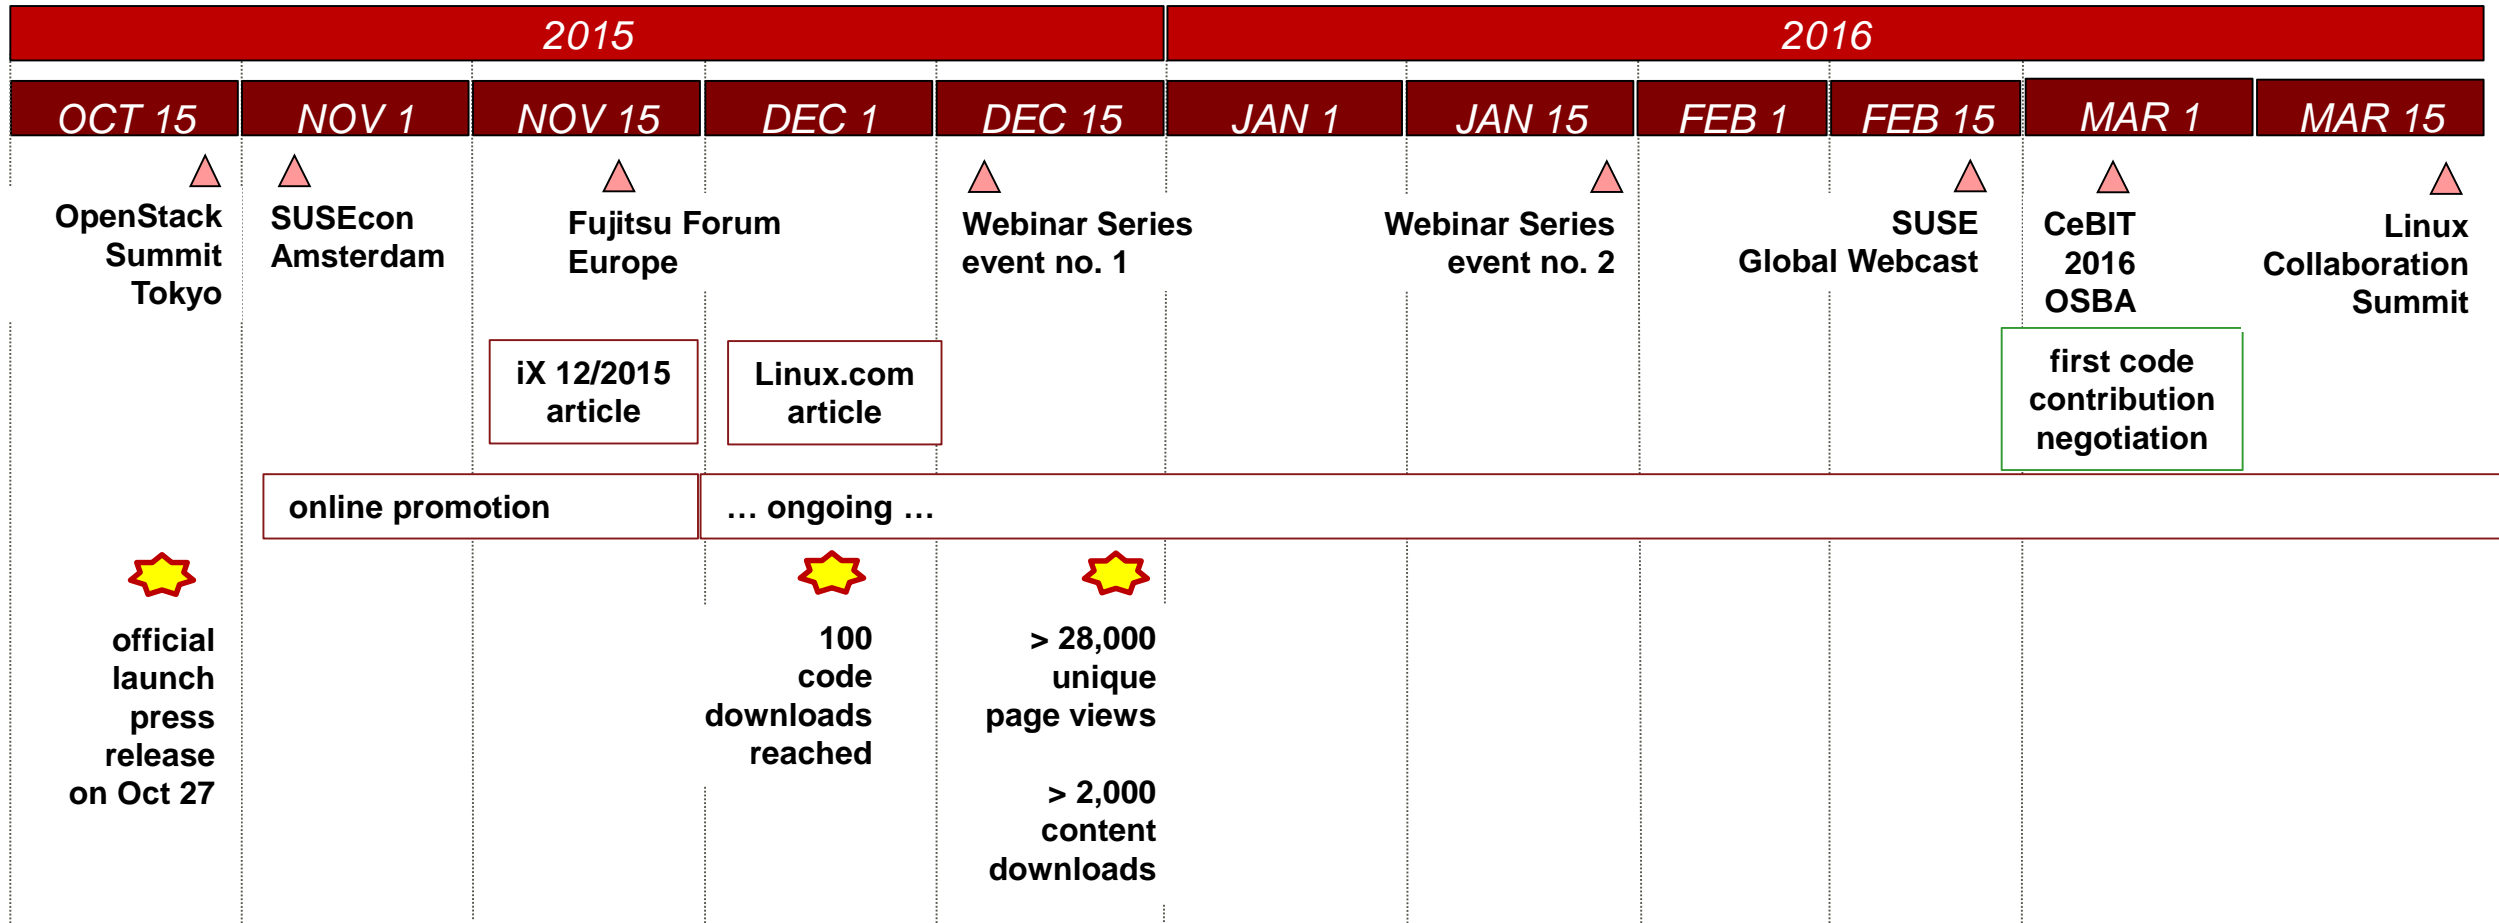 2015
2016
OCT 15
NOV 1
NOV 15
DEC 1
DEC 15
JAN 1
JAN 15
FEB 1
FEB 15
MAR 1
MAR 15
OpenStack
Summit
Tokyo
SUSEcon
Amsterdam
Fujitsu Forum
Europe
Webinar Series
event no. 1
Webinar Series
event no. 2
SUSE
Global Webcast
CeBIT
2016
OSBA
Linux
Collaboration
Summit
iX 12/2015
article
Linux.com
article
first code
contribution
negotiation
online promotion
… ongoing …
official
launch
press
release
on Oct 27
100
code
downloads
reached
> 28,000
unique
page views
> 2,000
content
downloads